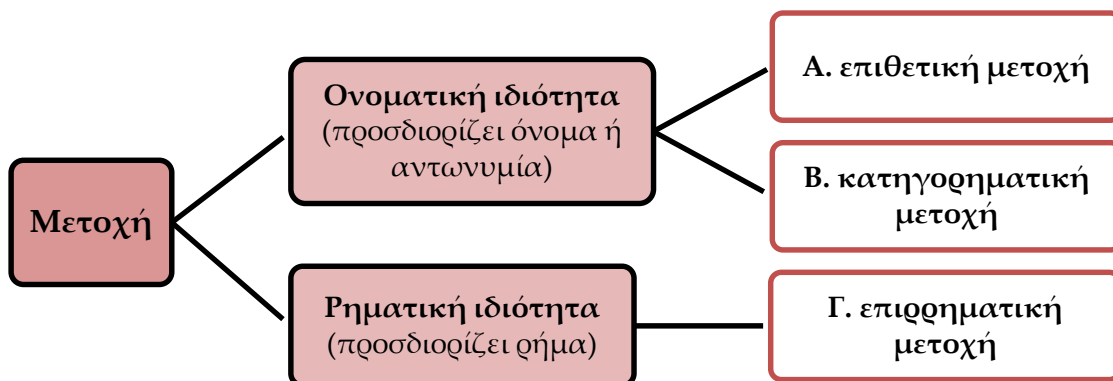 Μετοχή
Ονοματική ιδιότητα
(προσδιορίζει όνομα ή
αντωνυμία)
Α. επιθετική μετοχή
Β. κατηγορηματική
μετοχή
Ρηματική ιδιότητα
(προσδιορίζει ρήμα)
Γ. επιρρηματική
μετοχή